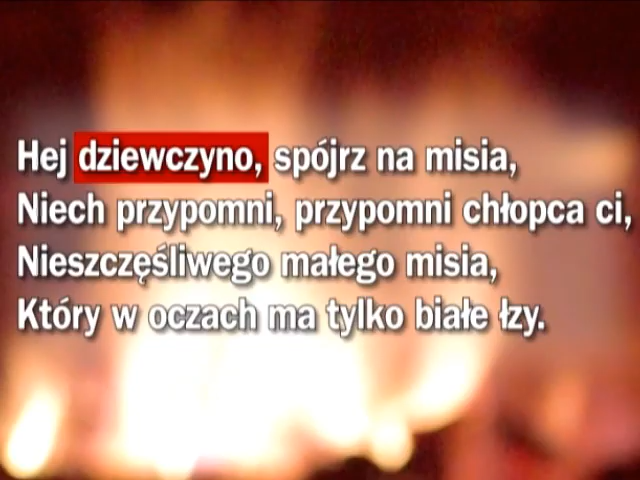 Hej dziewczyno, spójrz na misia,
Niech przypomni, przypomni chłopca ci,
Nieszczęśliwego małego misia,
Który w oczach ma tylko białe łzy.